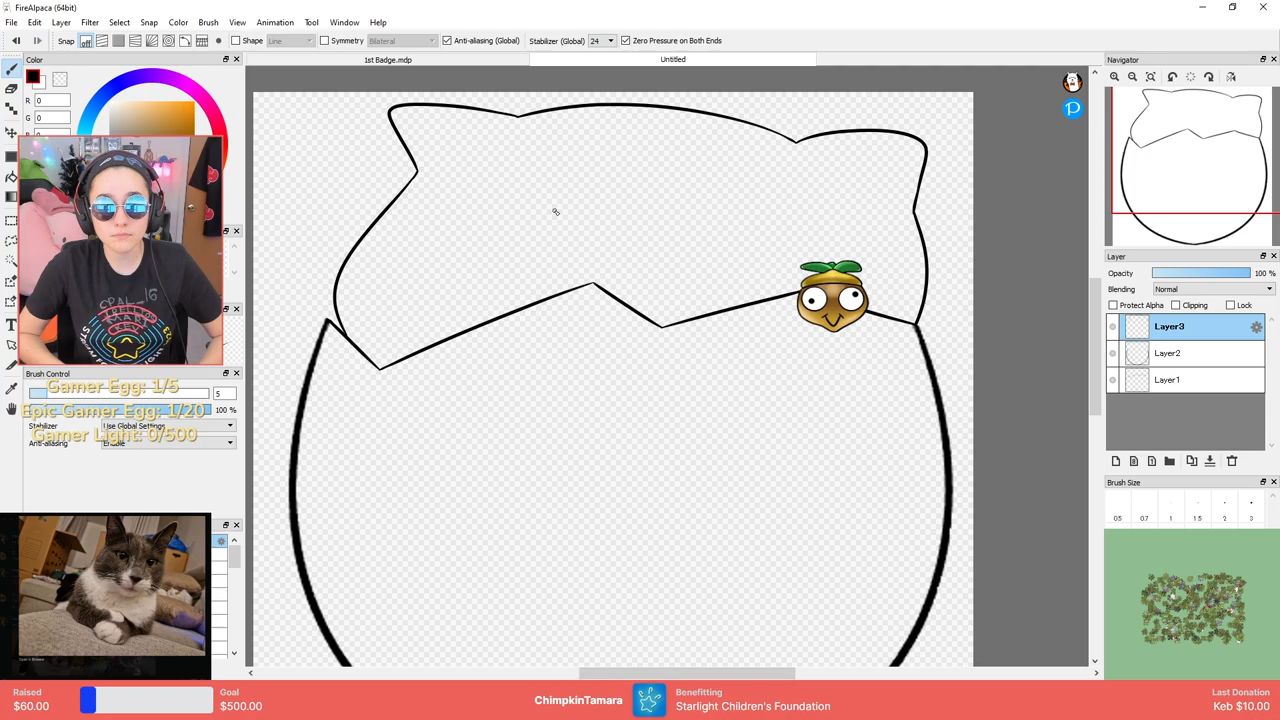 FireAlpaca (64bit)
File Edit Layer Filter Select Snap Color Brush View Animation Tool Window Help
Snap off Shape Line Symmetry Bilateral Anti-aliasing (Global) Stabilizer (Global) 24 Zero Pressure on Both Ends
Color
1st Badge.mdp
Untitled
Navigator
R 0
G 0
Layer
Opacity 100 %
Blending Normal
Protect Alpha Clipping Lock
Layer3
Layer2
Layer1
Brush Control
5
Gamer Egg: 1/5
100 %
Epic Gamer Egg: 1/20
Stabilizer Use Global Settings
Gamer Light: 0/500
Anti-aliasing Enable
Brush Size
0.5 0.7 1 1.5 2 3
Raised
$60.00
Goal
$500.00
ChimpkinTamara
Benefitting
Starlight Children's Foundation
Last Donation
Keb $10.00